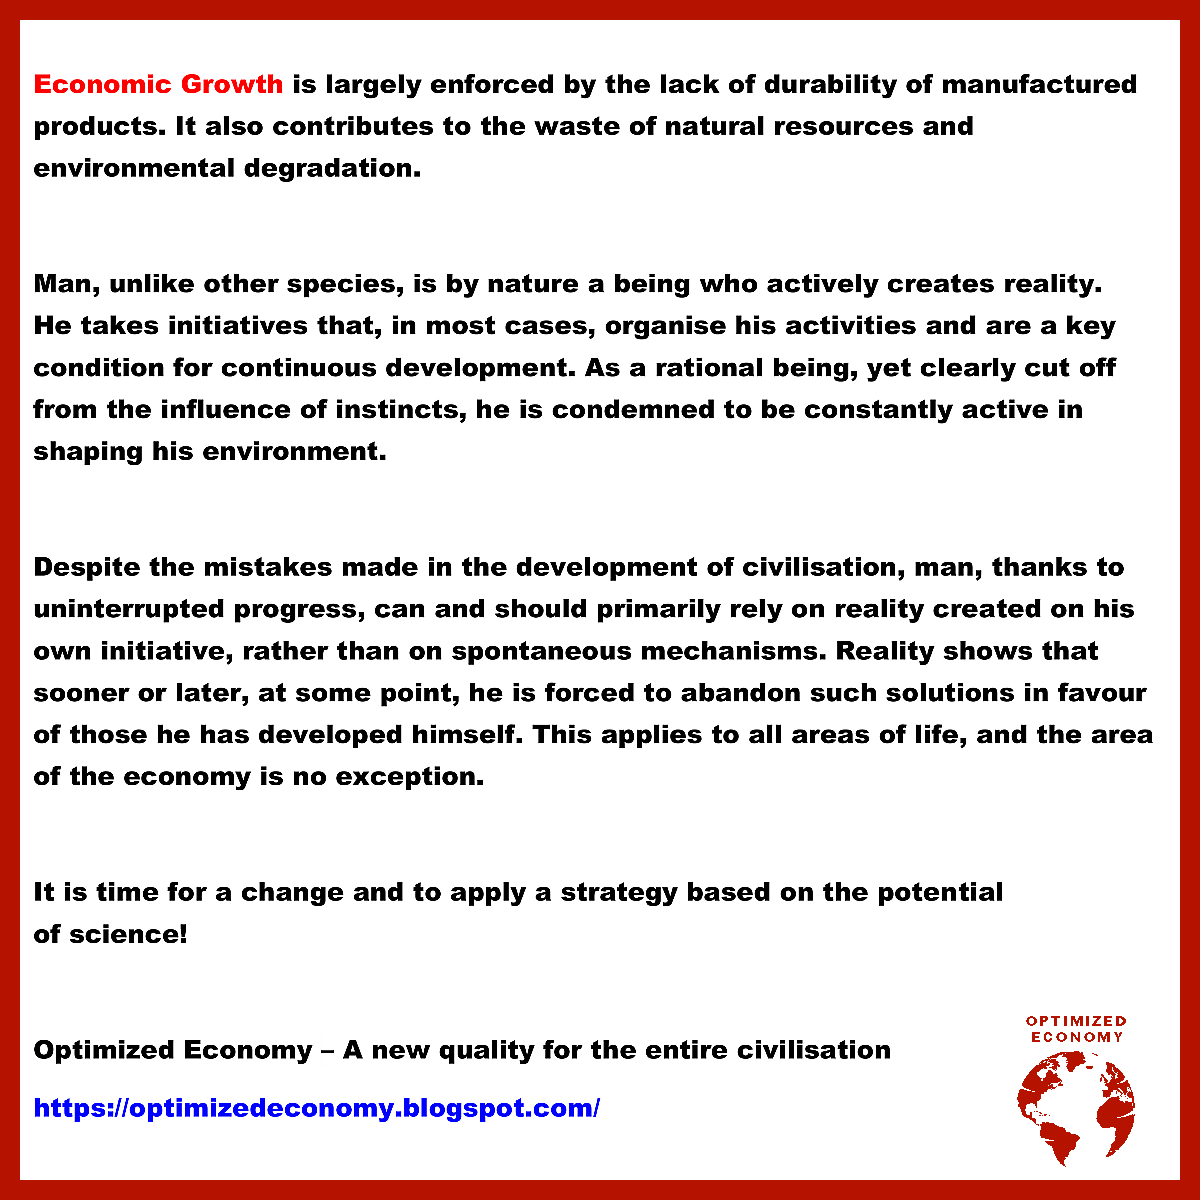 Economic Growth is largely enforced by the lack of durability of manufactured
products. It also contributes to the waste of natural resources and
environmental degradation.
Man, unlike other species, is by nature a being who actively creates reality.
He takes initiatives that, in most cases, organise his activities and are a key
condition for continuous development. As a rational being, yet clearly cut off
from the influence of instincts, he is condemned to be constantly active in
shaping his environment.
Despite the mistakes made in the development of civilisation, man, thanks to
uninterrupted progress, can and should primarily rely on reality created on his
own initiative, rather than on spontaneous mechanisms. Reality shows that
sooner or later, at some point, he is forced to abandon such solutions in favour
of those he has developed himself. This applies to all areas of life, and the area
of the economy is no exception.
It is time for a change and to apply a strategy based on the potential
of science!
Optimized Economy – A new quality for the entire civilisation
https://optimizedeconomy.blogspot.com/
OPTIMIZED
ECONOMY